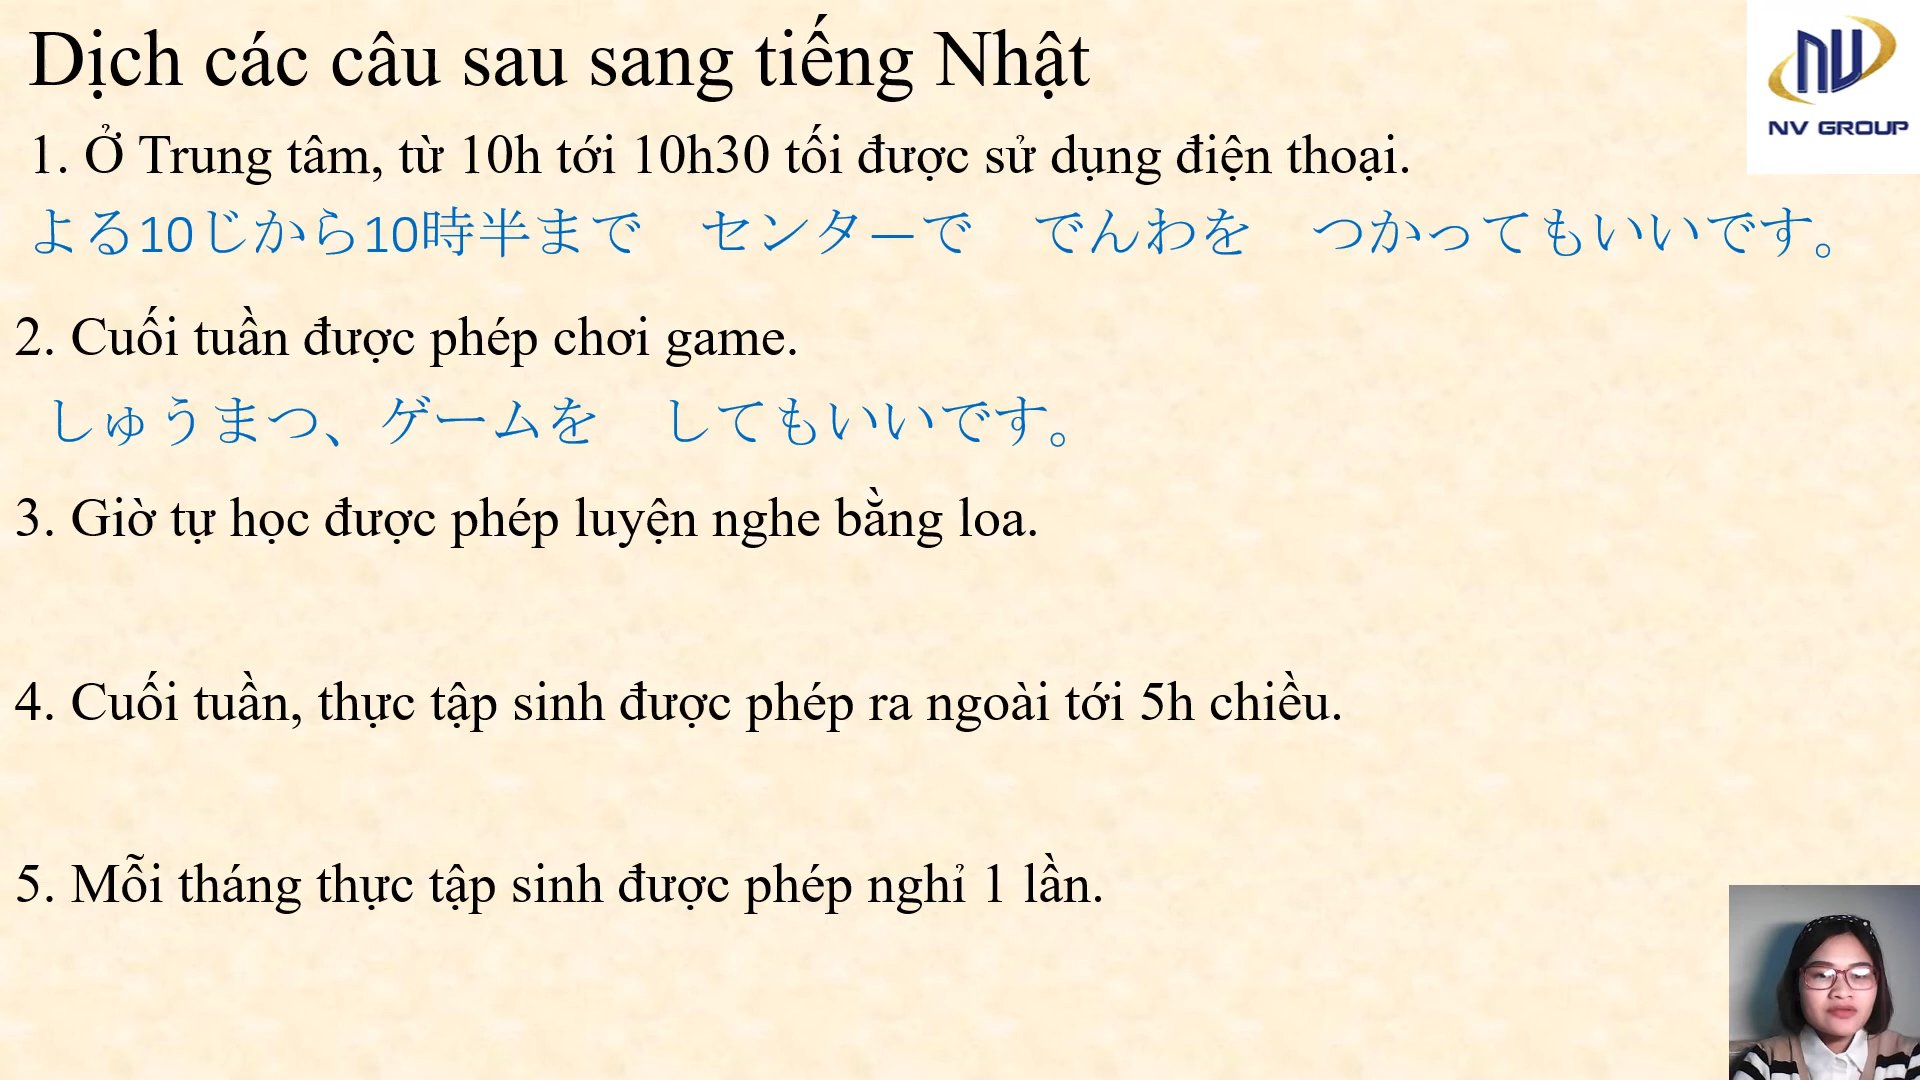 Dịch các câu sau sang tiếng Nhật
NV GROUP
1. Ở Trung tâm, từ 10h tới 10h30 tối được sử dụng điện thoại.
よる10じから10時半まで　センターで　でんわを　つかってもいいです。
2. Cuối tuần được phép chơi game.
しゅうまつ、ゲームを　してもいいです。
3. Giờ tự học được phép luyện nghe bằng loa.
4. Cuối tuần, thực tập sinh được phép ra ngoài tới 5h chiều.
5. Mỗi tháng thực tập sinh được phép nghỉ 1 lần.